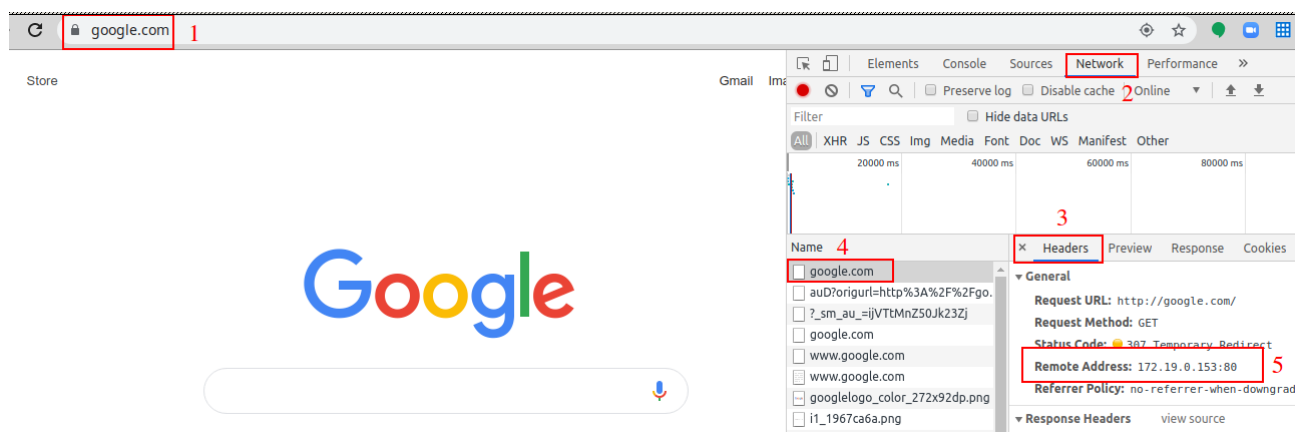 google.com 1
Store
Gmail Ima
Elements Console Sources Network Performance »
Preserve log Disable cache 2 Online
Filter Hide data URLs
All XHR JS CSS Img Media Font Doc WS Manifest Other
20000 ms 40000 ms 60000 ms 80000 ms
3
Name 4
× Headers Preview Response Cookies
google.com
auD?origurl=http%3A%2F%2Fgo.
?_sm_au_=ijVTtMnZ50Jk23Zj
google.com
www.google.com
www.google.com
googlelogo_color_272x92dp.png
i1_1967ca6a.png
General
Request URL: http://google.com/
Request Method: GET
Status Code: 307 Temporary Redirect
Remote Address: 172.19.0.153:80 5
Referrer Policy: no-referrer-when-downgrad
Response Headers view source
Google